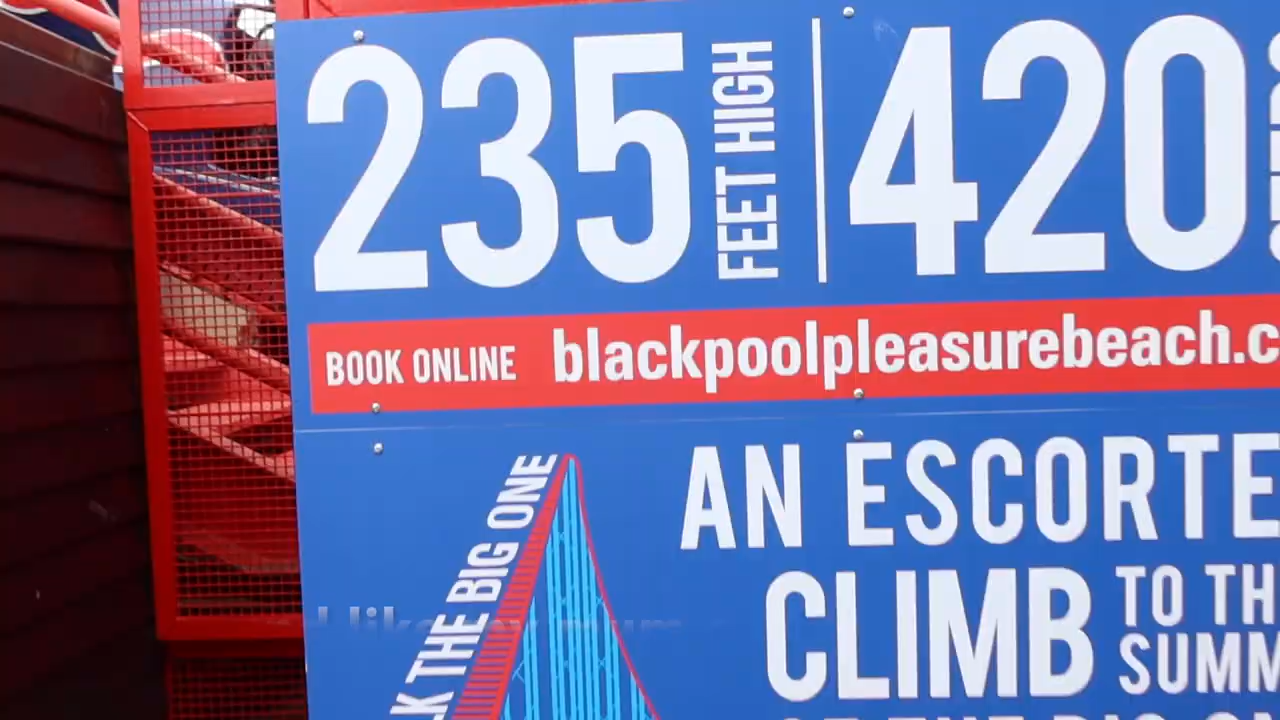 235 FEET HIGH 420
BOOK ONLINE blackpoolpleasurebeach.c
THE BIG ONE
AN ESCORTE
CLIMB TO TH
SUMM